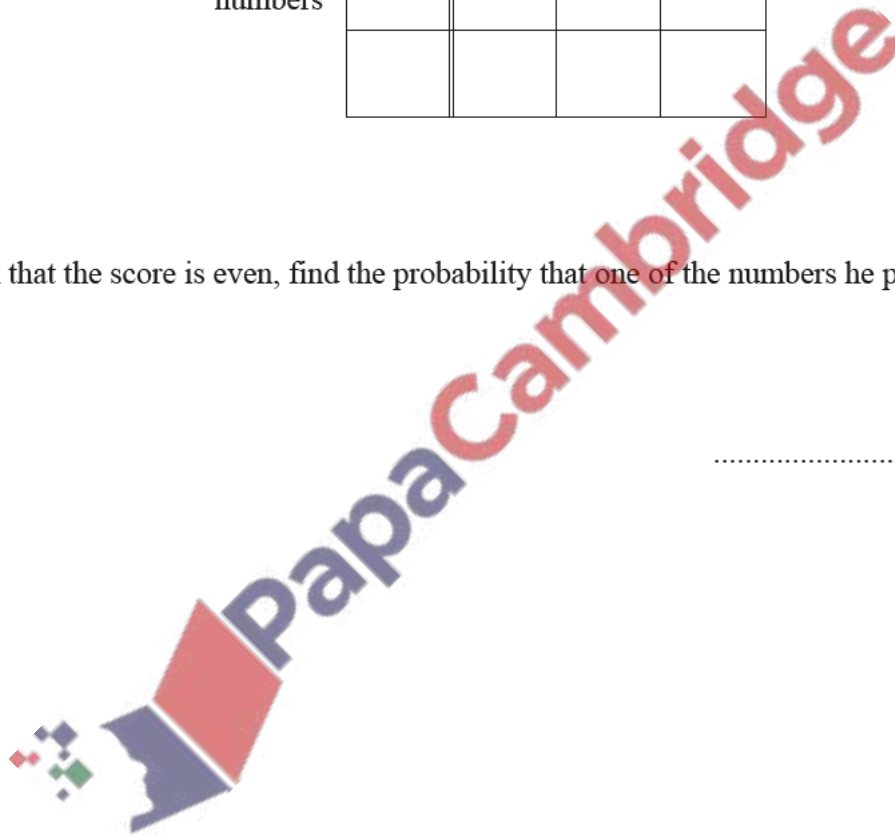 numbers
that the score is even, find the probability that one of the numbers he p
.......................
PapaCambridge